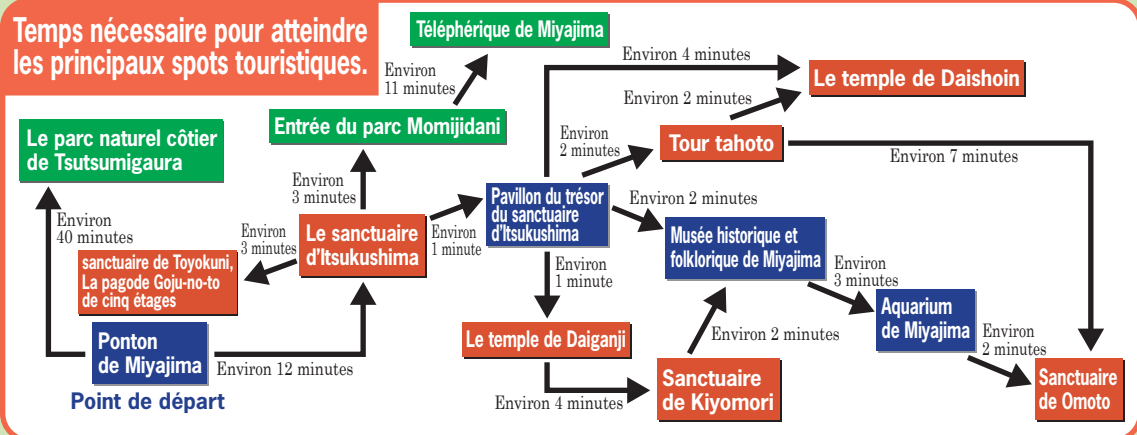 Temps nécessaire pour atteindre
les principaux spots touristiques.
Téléphérique de Miyajima
Environ
11 minutes
Environ 4 minutes
Le temple de Daishoin
Environ 2 minutes
Entrée du parc Momijidani
Le parc naturel côtier
de Tsutsumigaura
Environ
2 minutes
Tour tahoto
Environ 7 minutes
Environ
3 minutes
Pavillon du trésor
du sanctuaire
d'Itsukushima
Environ 2 minutes
Environ
40 minutes
Environ
3 minutes
Le sanctuaire
d'Itsukushima
Environ
1 minute
Musée historique et
folklorique de Miyajima
sanctuaire de Toyokuni,
La pagode Goju-no-to
de cinq étages
Environ
1 minute
Environ
3 minutes
Aquarium
de Miyajima
Ponton
de Miyajima
Environ 12 minutes
Le temple de Daiganji
Environ 2 minutes
Environ
2 minutes
Point de départ
Environ 4 minutes
Sanctuaire
de Kiyomori
Sanctuaire
de Omoto